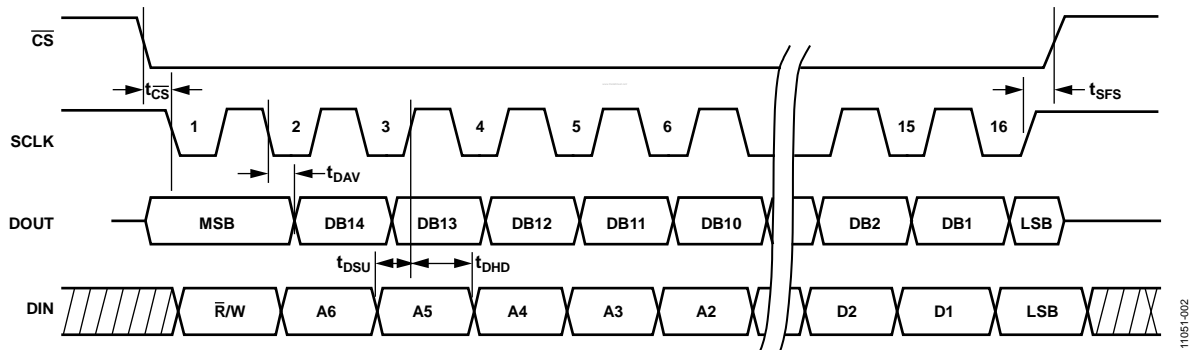 CS
tCS
tSFS
SCLK
1 2 3 4 5 6 15 16
tDAV
DOUT
MSB DB14 DB13 DB12 DB11 DB10 DB2 DB1 LSB
tDSU tDHD
DIN
R/W A6 A5 A4 A3 A2 D2 D1 LSB
11051-002